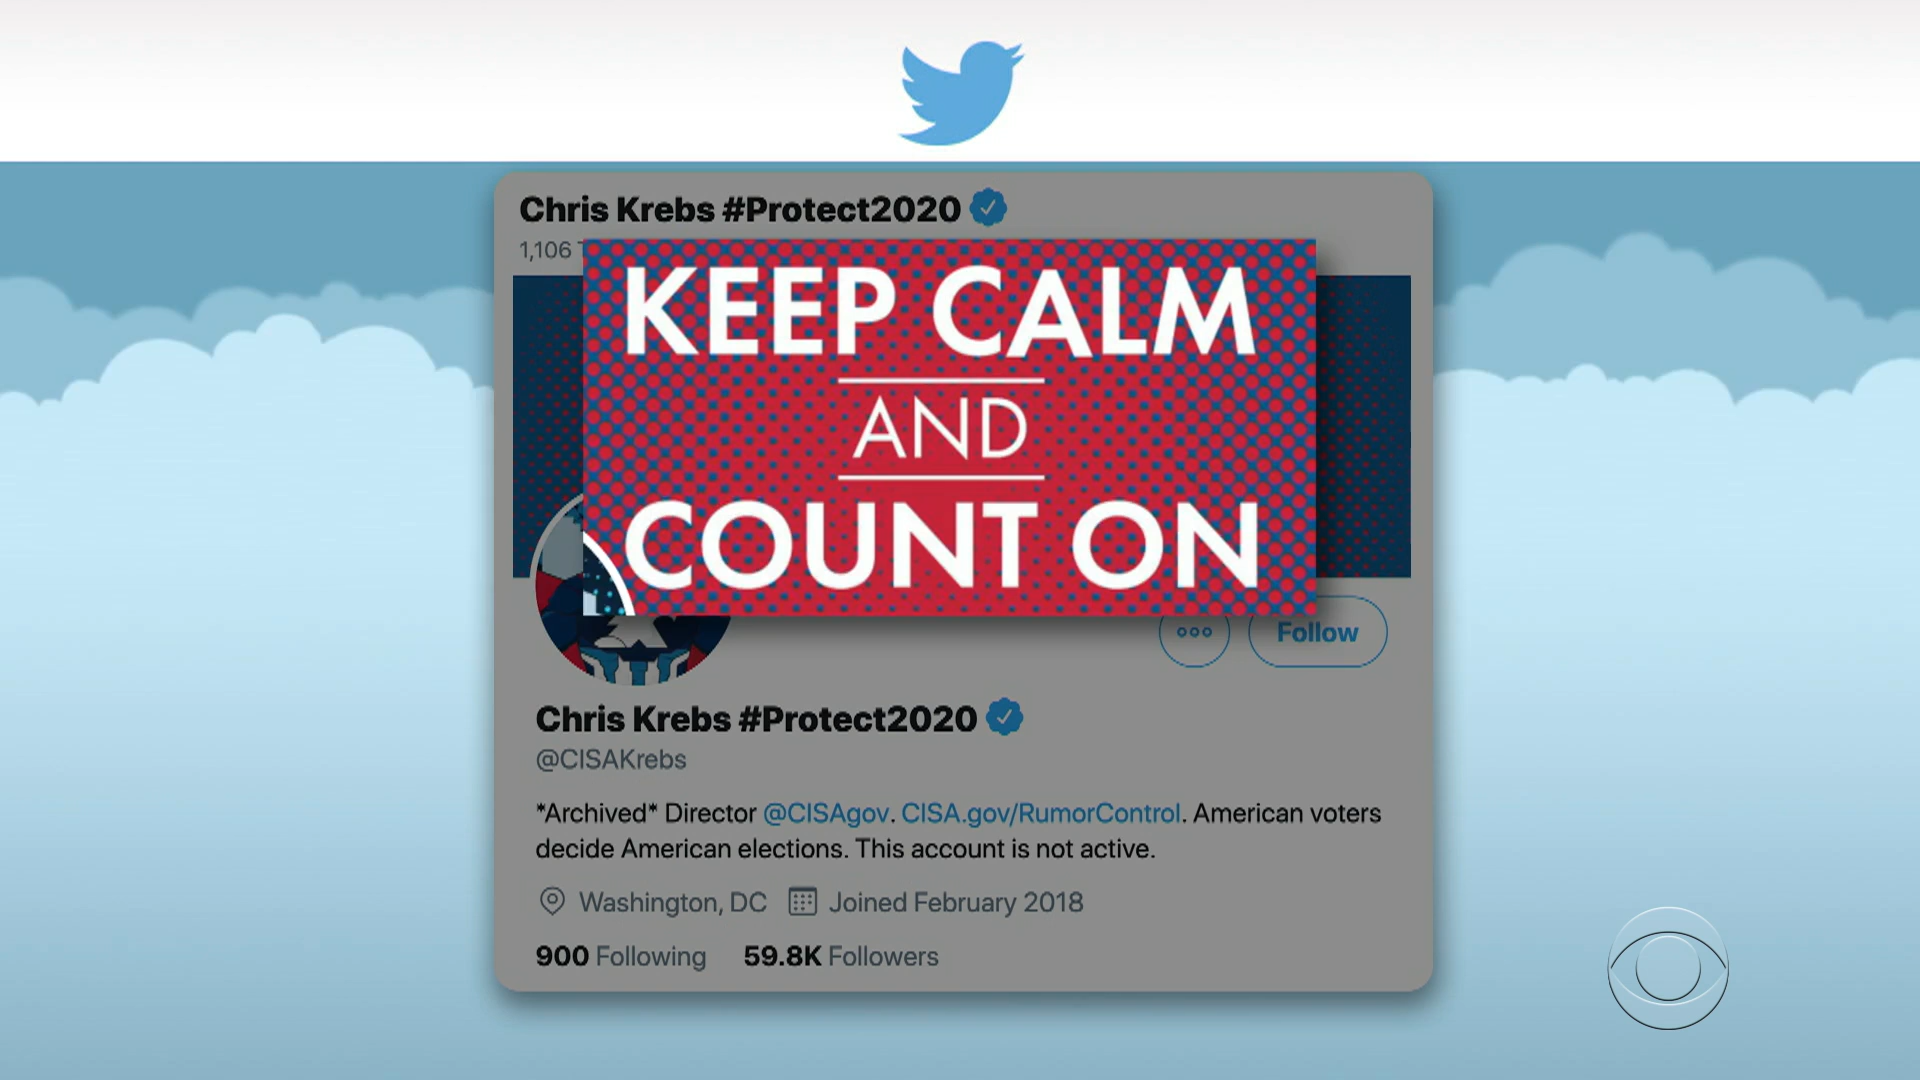 Chris Krebs #Protect2020
1,106
KEEP CALM
AND
COUNT ON
Follow
Chris Krebs #Protect2020
@CISAKrebs
*Archived* Director @CISAgov. CISA.gov/RumorControl. American voters
decide American elections. This account is not active.
Washington, DC Joined February 2018
900 Following 59.8K Followers